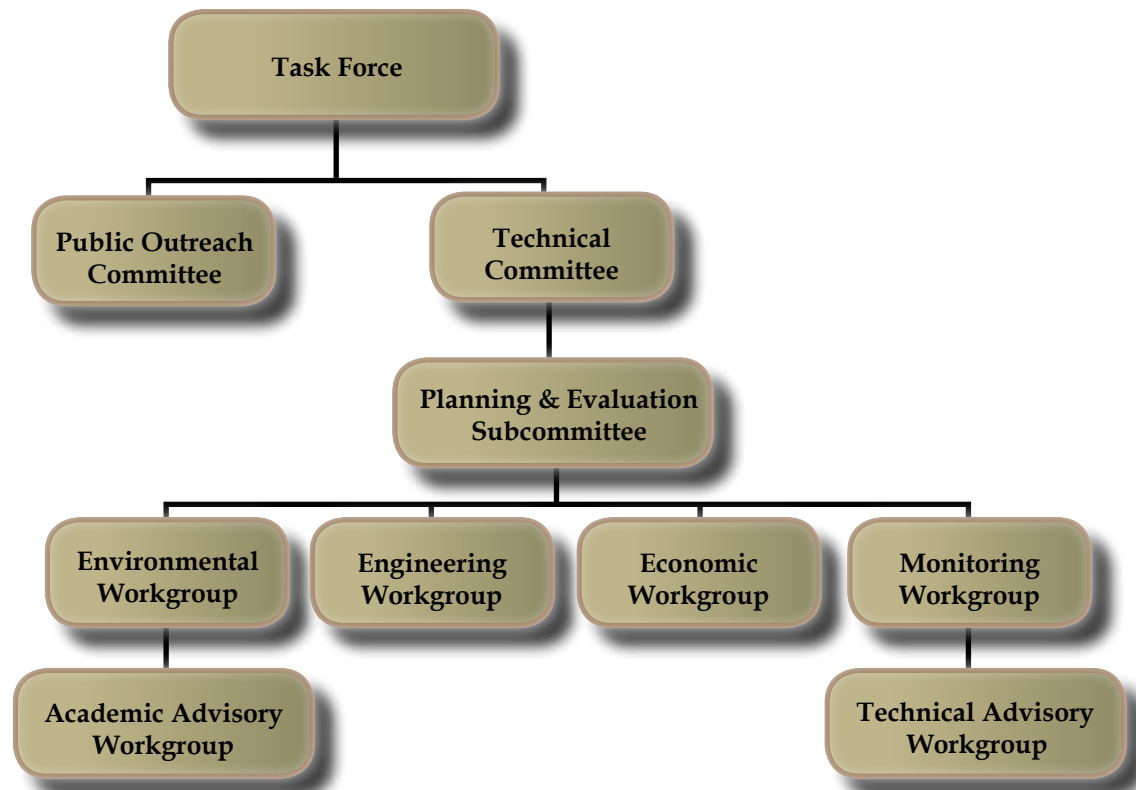 Task Force
Public Outreach
Committee
Technical
Committee
Planning & Evaluation
Subcommittee
Environmental
Workgroup
Engineering
Workgroup
Economic
Workgroup
Monitoring
Workgroup
Academic Advisory
Workgroup
Technical Advisory
Workgroup